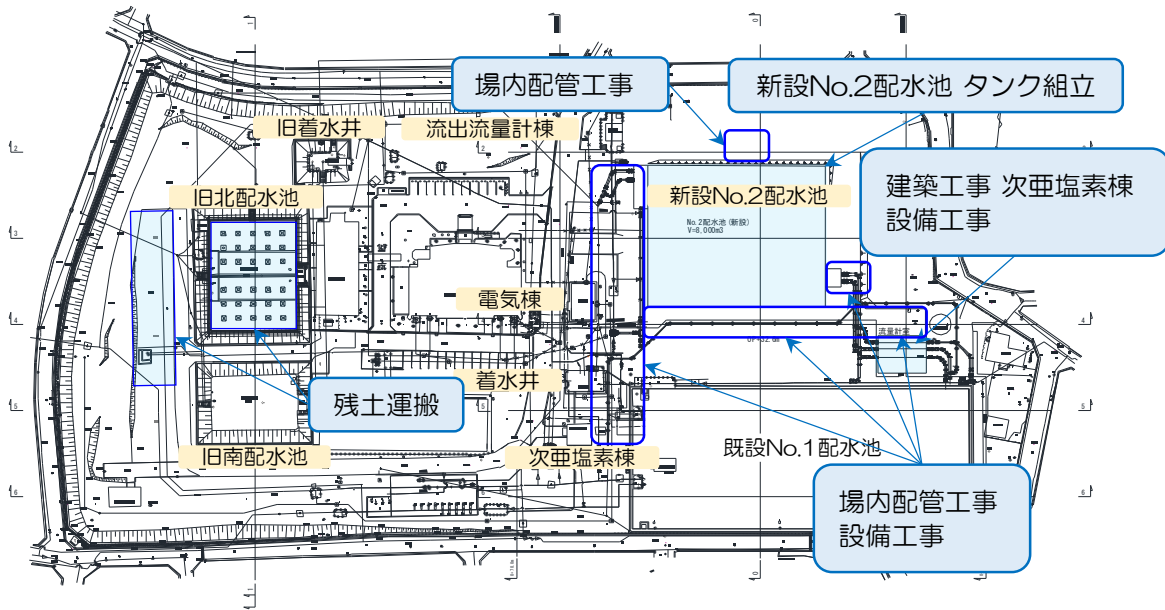 場内配管工事
新設No.2配水池 タンク組立
旧着水井
流出流量計棟
建築工事 次亜塩素棟
設備工事
旧北配水池
新設No.2配水池
No.2配水池(新設)
V=8,000m3
電気棟
流量計室
着水井
残土運搬
旧南配水池
次亜塩素棟
既設No.1配水池
場内配管工事
設備工事